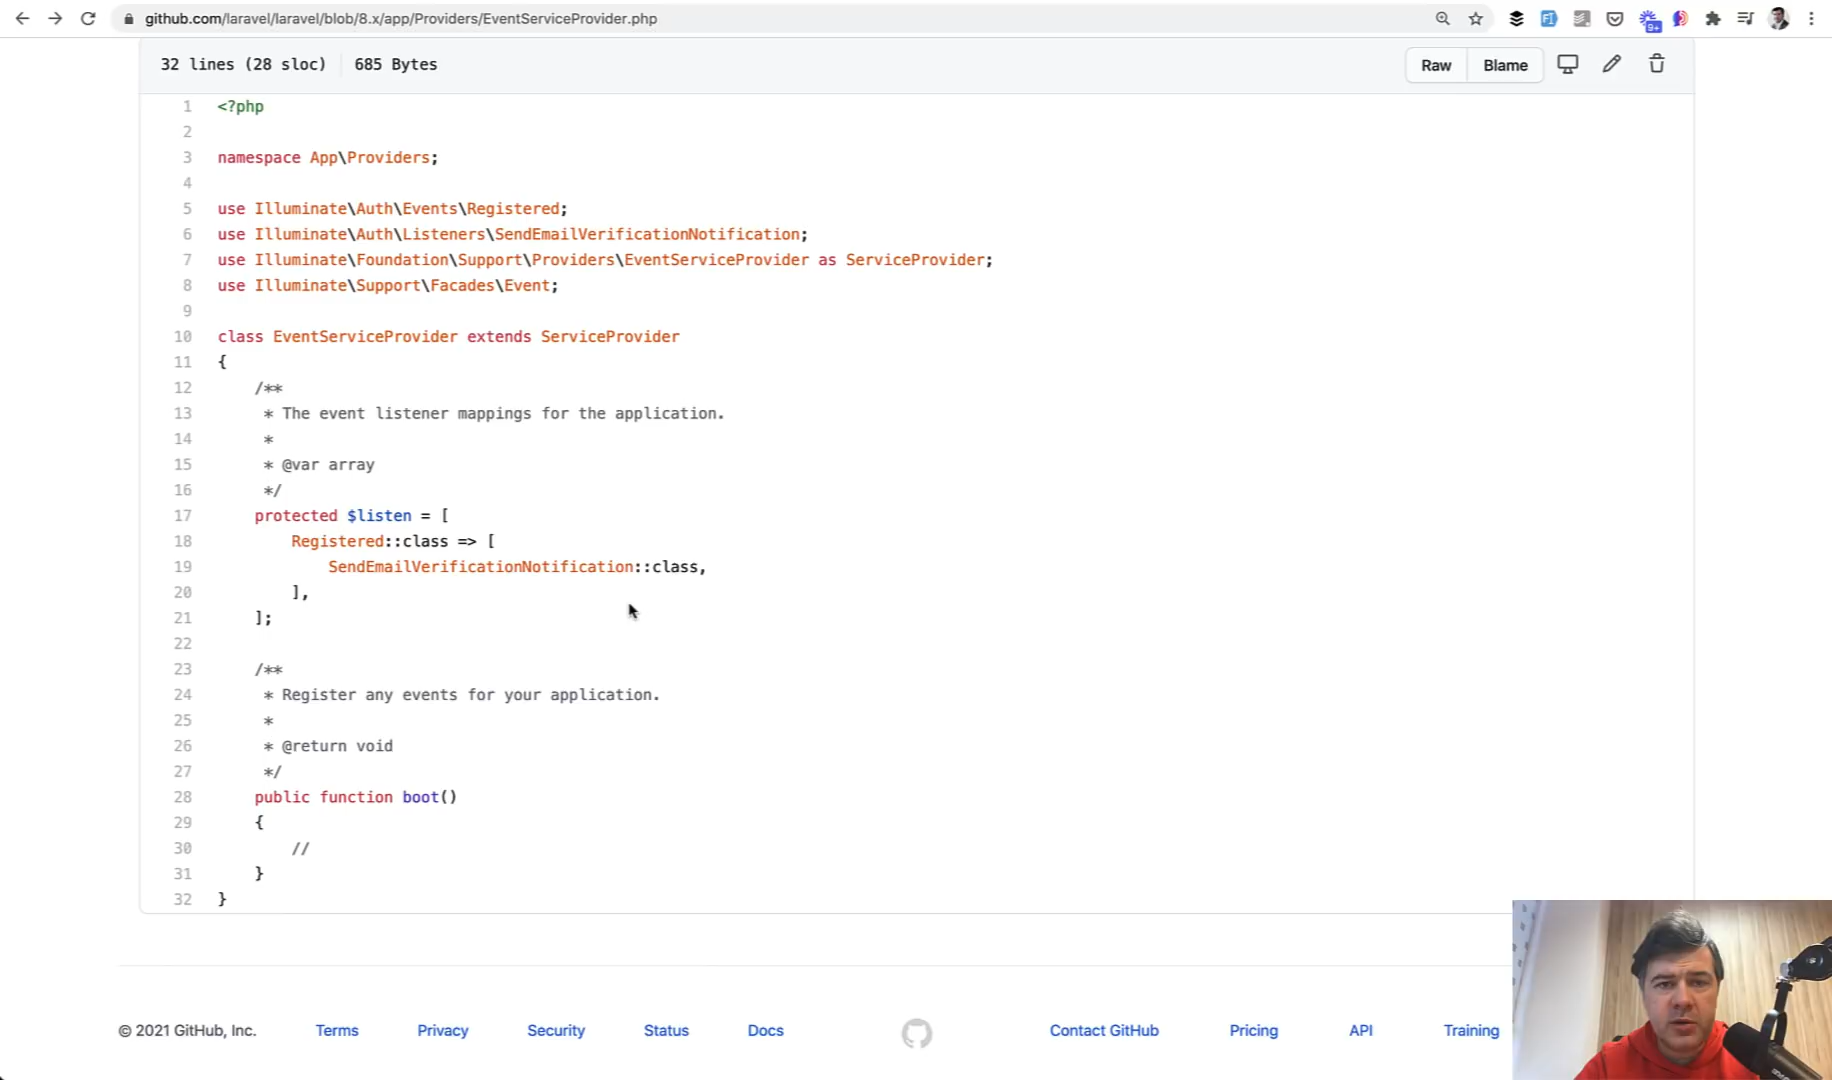 github.com/laravel/laravel/blob/8.x/app/Providers/EventServiceProvider.php
9+
32 lines (28 sloc) 685 Bytes
Raw Blame
1 <?php
2
3 namespace App\Providers;
4
5 use Illuminate\Auth\Events\Registered;
6 use Illuminate\Auth\Listeners\SendEmailVerificationNotification;
7 use Illuminate\Foundation\Support\Providers\EventServiceProvider as ServiceProvider;
8 use Illuminate\Support\Facades\Event;
9
10 class EventServiceProvider extends ServiceProvider
11 {
12 /**
13 * The event listener mappings for the application.
14 *
15 * @var array
16 */
17 protected $listen = [
18 Registered::class => [
19 SendEmailVerificationNotification::class,
20 ],
21 ];
22
23 /**
24 * Register any events for your application.
25 *
26 * @return void
27 */
28 public function boot()
29 {
30 //
31 }
32 }
© 2021 GitHub, Inc. Terms Privacy Security Status Docs Contact GitHub Pricing API Training